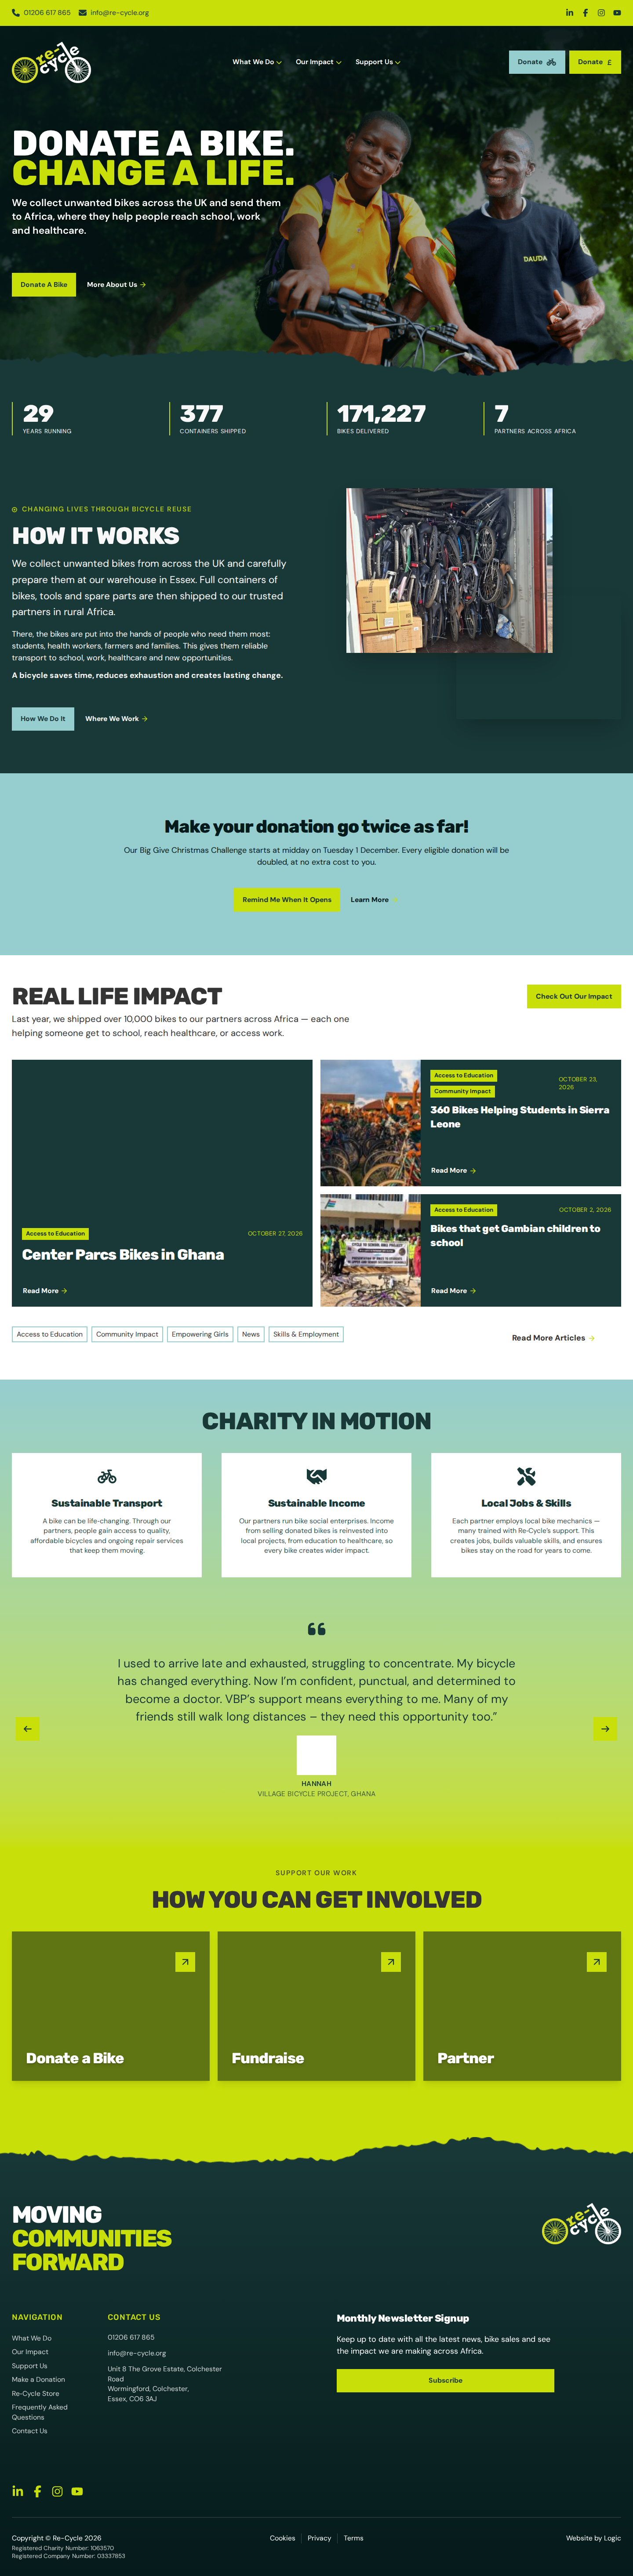 01206 617 865
info@re-cycle.org
re-cycle
What We Do
Our Impact
Support Us
Donate
Donate £
DONATE A BIKE.
CHANGE A LIFE.
We collect unwanted bikes across the UK and send them
to Africa, where they help people reach school, work
and healthcare.
DAUDA
Donate A Bike
More About Us
29
YEARS RUNNING
377
CONTAINERS SHIPPED
171,227
BIKES DELIVERED
7
PARTNERS ACROSS AFRICA
CHANGING LIVES THROUGH BICYCLE REUSE
HOW IT WORKS
We collect unwanted bikes from across the UK and carefully
prepare them at our warehouse in Essex. Full containers of
bikes, tools and spare parts are then shipped to our trusted
partners in rural Africa.
There, the bikes are put into the hands of people who need them most:
students, health workers, farmers and families. This gives them reliable
transport to school, work, healthcare and new opportunities.
A bicycle saves time, reduces exhaustion and creates lasting change.
How We Do It
Where We Work
Make your donation go twice as far!
Our Big Give Christmas Challenge starts at midday on Tuesday 1 December. Every eligible donation will be
doubled, at no extra cost to you.
Remind Me When It Opens
Learn More
REAL LIFE IMPACT
Last year, we shipped over 10,000 bikes to our partners across Africa — each one
helping someone get to school, reach healthcare, or access work.
Check Out Our Impact
Access to Education
OCTOBER 27, 2026
Center Parcs Bikes in Ghana
Read More
Access to Education
Community Impact
OCTOBER 23,
2026
360 Bikes Helping Students in Sierra
Leone
Read More
Access to Education
OCTOBER 2, 2026
Bikes that get Gambian children to
school
Read More
Access to Education
Community Impact
Empowering Girls
News
Skills & Employment
Read More Articles
CHARITY IN MOTION
Sustainable Transport
A bike can be life-changing. Through our
partners, people gain access to quality,
affordable bicycles and ongoing repair services
that keep them moving.
Sustainable Income
Our partners run bike social enterprises. Income
from selling donated bikes is reinvested into
local projects, from education to healthcare, so
every bike creates wider impact.
Local Jobs & Skills
Each partner employs local bike mechanics —
many trained with Re-Cycle's support. This
creates jobs, builds valuable skills, and ensures
bikes stay on the road for years to come.
I used to arrive late and exhausted, struggling to concentrate. My bicycle
has changed everything. Now I'm confident, punctual, and determined to
become a doctor. VBP's support means everything to me. Many of my
friends still walk long distances – they need this opportunity too."
HANNAH
VILLAGE BICYCLE PROJECT, GHANA
SUPPORT OUR WORK
HOW YOU CAN GET INVOLVED
Donate a Bike
Fundraise
Partner
MOVING
COMMUNITIES
FORWARD
re-cycle
NAVIGATION
What We Do
Our Impact
Support Us
Make a Donation
Re-Cycle Store
Frequently Asked
Questions
Contact Us
CONTACT US
01206 617 865
info@re-cycle.org
Unit 8 The Grove Estate, Colchester
Road
Wormingford, Colchester,
Essex, CO6 3AJ
Monthly Newsletter Signup
Keep up to date with all the latest news, bike sales and see
the impact we are making across Africa.
Subscribe
Copyright © Re-Cycle 2026
Registered Charity Number: 1063570
Registered Company Number: 03337853
Cookies
Privacy
Terms
Website by Logic